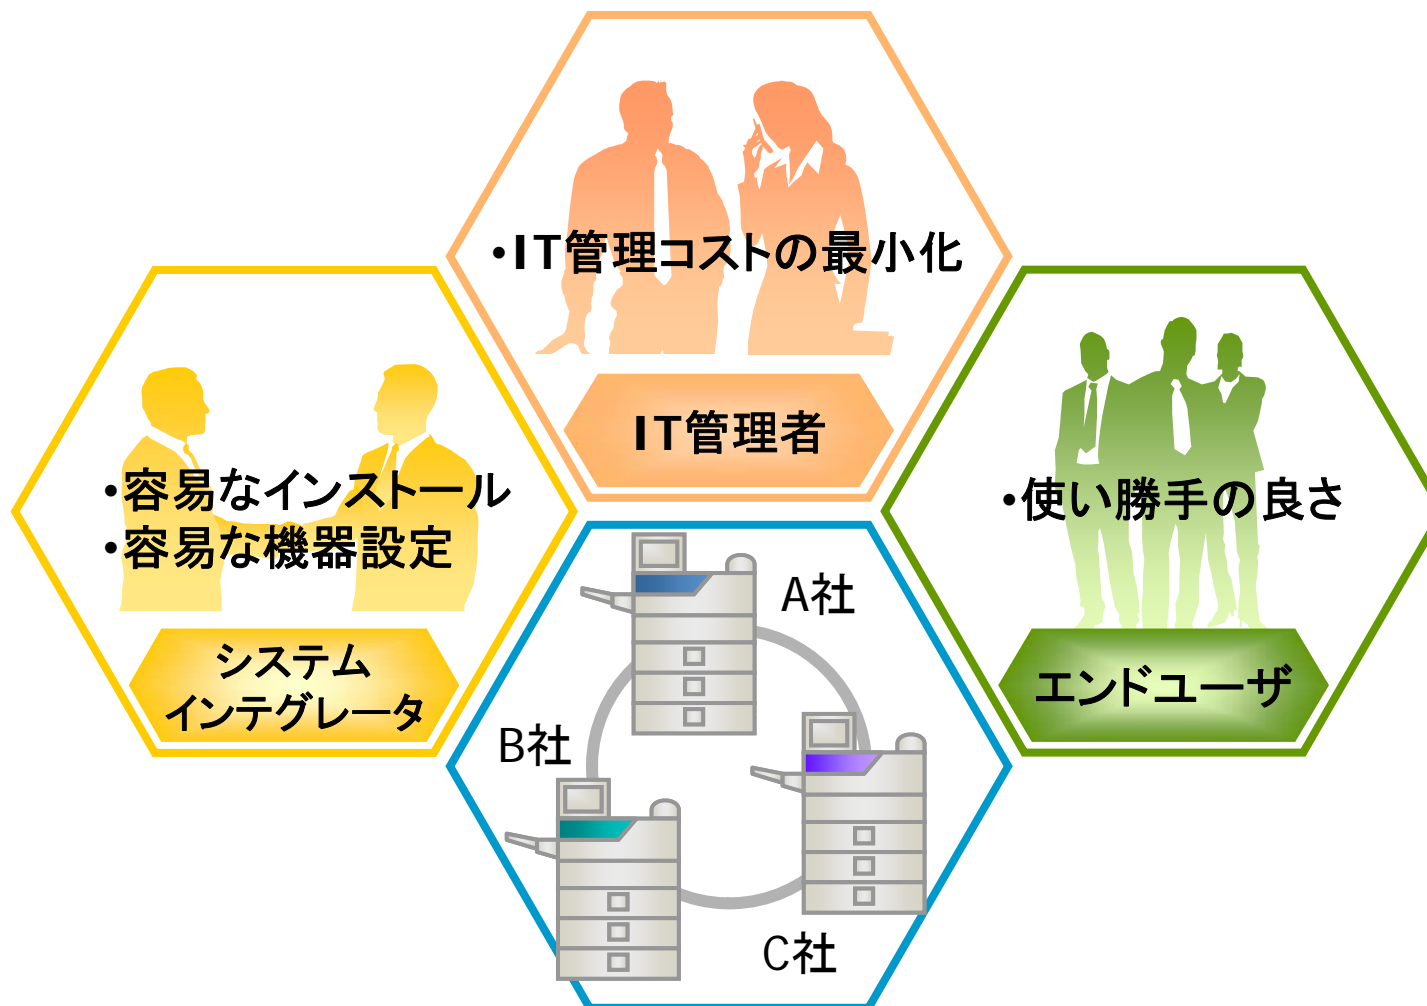 ・IT管理コストの最小化
IT管理者
・容易なインストール
・容易な機器設定
システム
インテグレータ
・使い勝手の良さ
エンドユーザ
A社
B社
C社